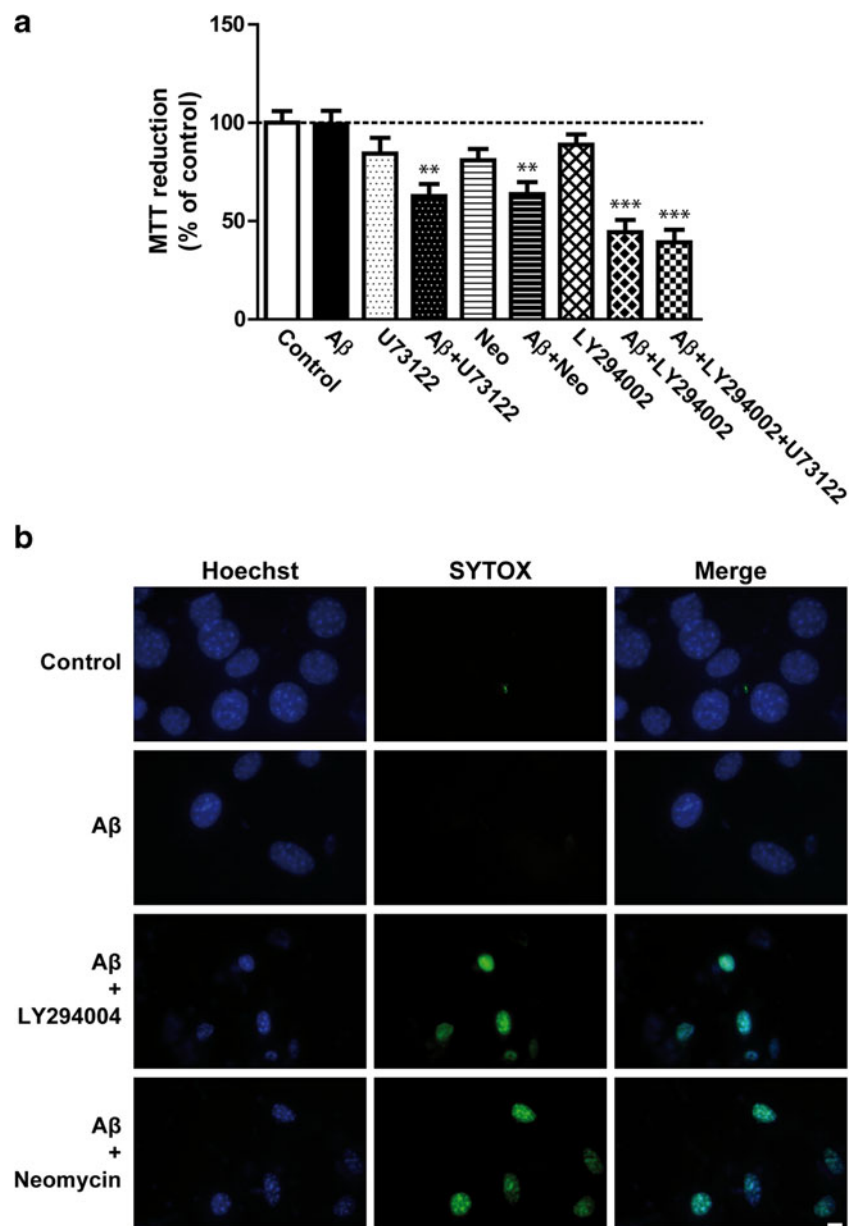 a
150
100
50
0
MTT reduction
(% of control)
**
**
***
***
Control
Aβ
U73122
Aβ+U73122
Neo
Aβ+Neo
LY294002
Aβ+LY294002
Aβ+LY294002+U73122
b
Hoechst SYTOX Merge
Control
Aβ
Aβ
+
LY294004
Aβ
+
Neomycin